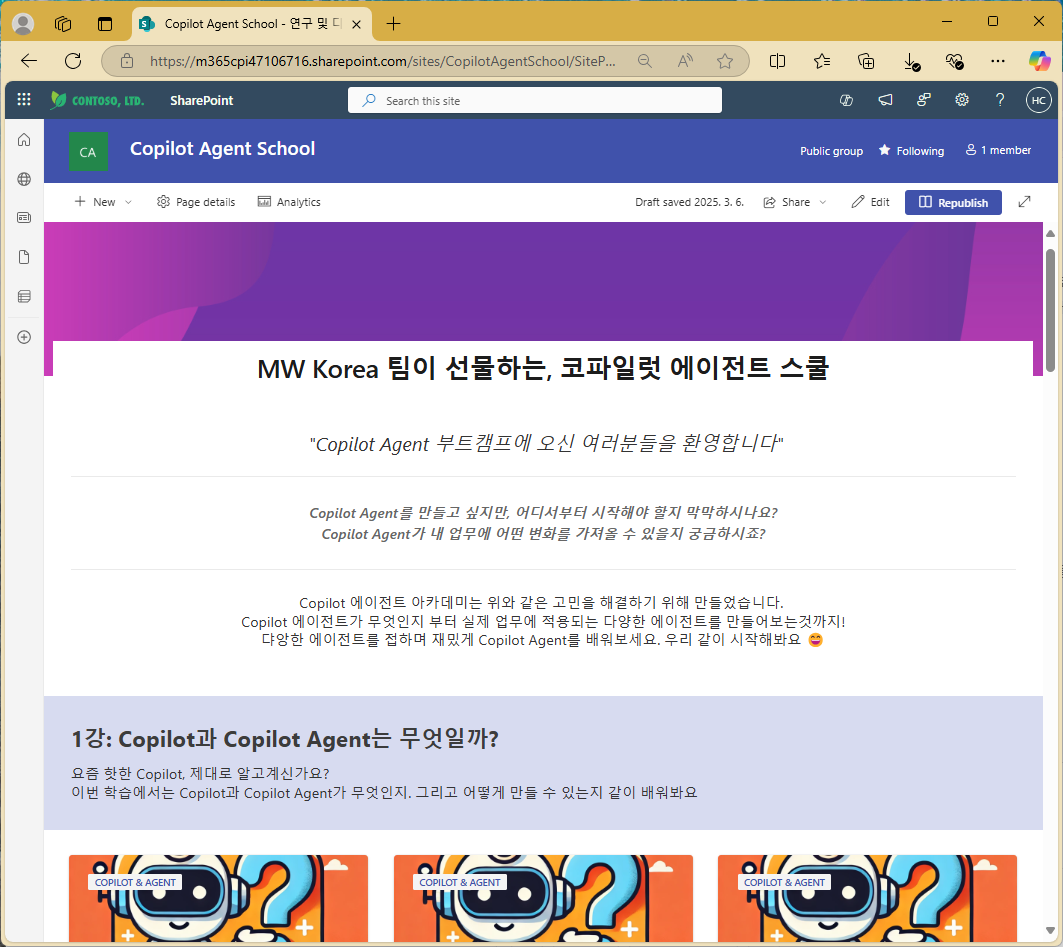 Copilot Agent School - 연구 및 디
https://m365cpi47106716.sharepoint.com/sites/CopilotAgentSchool/SiteP...
CONTOSO, LTD.
SharePoint
Search this site
HC
CA
Copilot Agent School
Public group
Following
1 member
New
Page details
Analytics
Draft saved 2025. 3. 6.
Share
Edit
Republish
MW Korea 팀이 선물하는, 코파일럿 에이전트 스쿨
"Copilot Agent 부트캠프에 오신 여러분들을 환영합니다"
Copilot Agent를 만들고 싶지만, 어디서부터 시작해야 할지 막막하시나요?
Copilot Agent가 내 업무에 어떤 변화를 가져올 수 있을지 궁금하시죠?
Copilot 에이전트 아카데미는 위와 같은 고민을 해결하기 위해 만들었습니다.
Copilot 에이전트가 무엇인지 부터 실제 업무에 적용되는 다양한 에이전트를 만들어보는것까지!
댜양한 에이전트를 접하며 재밌게 Copilot Agent를 배워보세요. 우리 같이 시작해봐요 😄
1강: Copilot과 Copilot Agent는 무엇일까?
요즘 핫한 Copilot, 제대로 알고계신가요?
이번 학습에서는 Copilot과 Copilot Agent가 무엇인지. 그리고 어떻게 만들 수 있는지 같이 배워봐요
COPILOT & AGENT
COPILOT & AGENT
COPILOT & AGENT